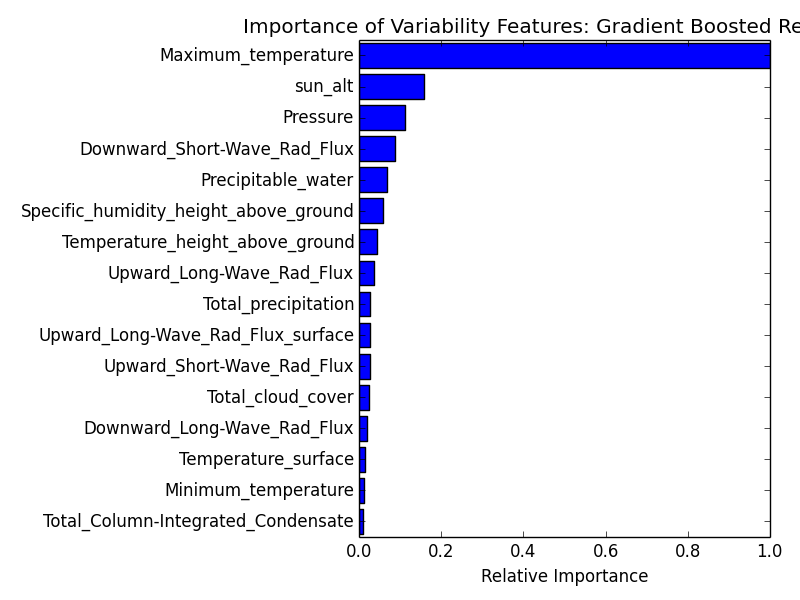 Importance of Variability Features: Gradient Boosted Re
Maximum_temperature
sun_alt
Pressure
Downward_Short-Wave_Rad_Flux
Precipitable_water
Specific_humidity_height_above_ground
Temperature_height_above_ground
Upward_Long-Wave_Rad_Flux
Total_precipitation
Upward_Long-Wave_Rad_Flux_surface
Upward_Short-Wave_Rad_Flux
Total_cloud_cover
Downward_Long-Wave_Rad_Flux
Temperature_surface
Minimum_temperature
Total_Column-Integrated_Condensate
0.0 0.2 0.4 0.6 0.8 1.0
Relative Importance